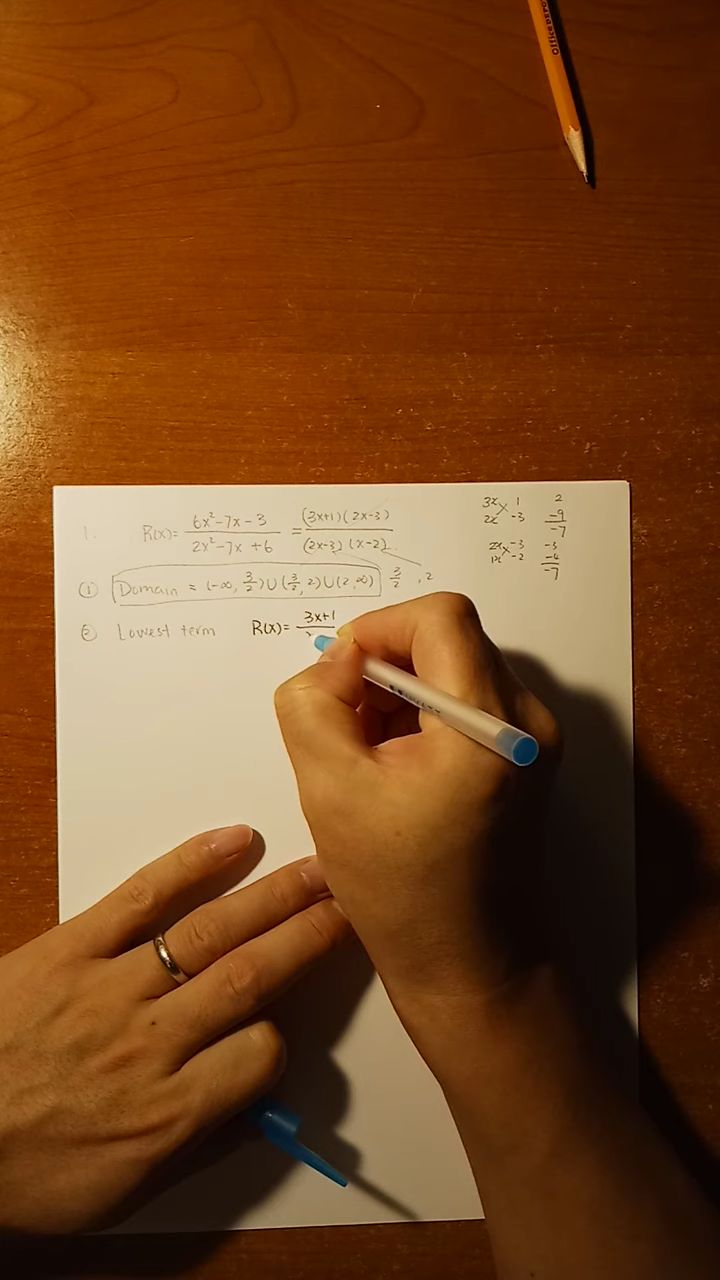 1. R(x)= 6x²-7x-3 / 2x²-7x+6 = (3x+1)(2x-3) / (2x-3)(x-2)
① Domain = (-∞, 3/2)∪(3/2, 2)∪(2, ∞) 3/2 , 2
② Lowest term R(x)= 3x+1
3x 1 2
2x -3 -9
-7
2x -3 -3
1x -2 -4
-7
Office